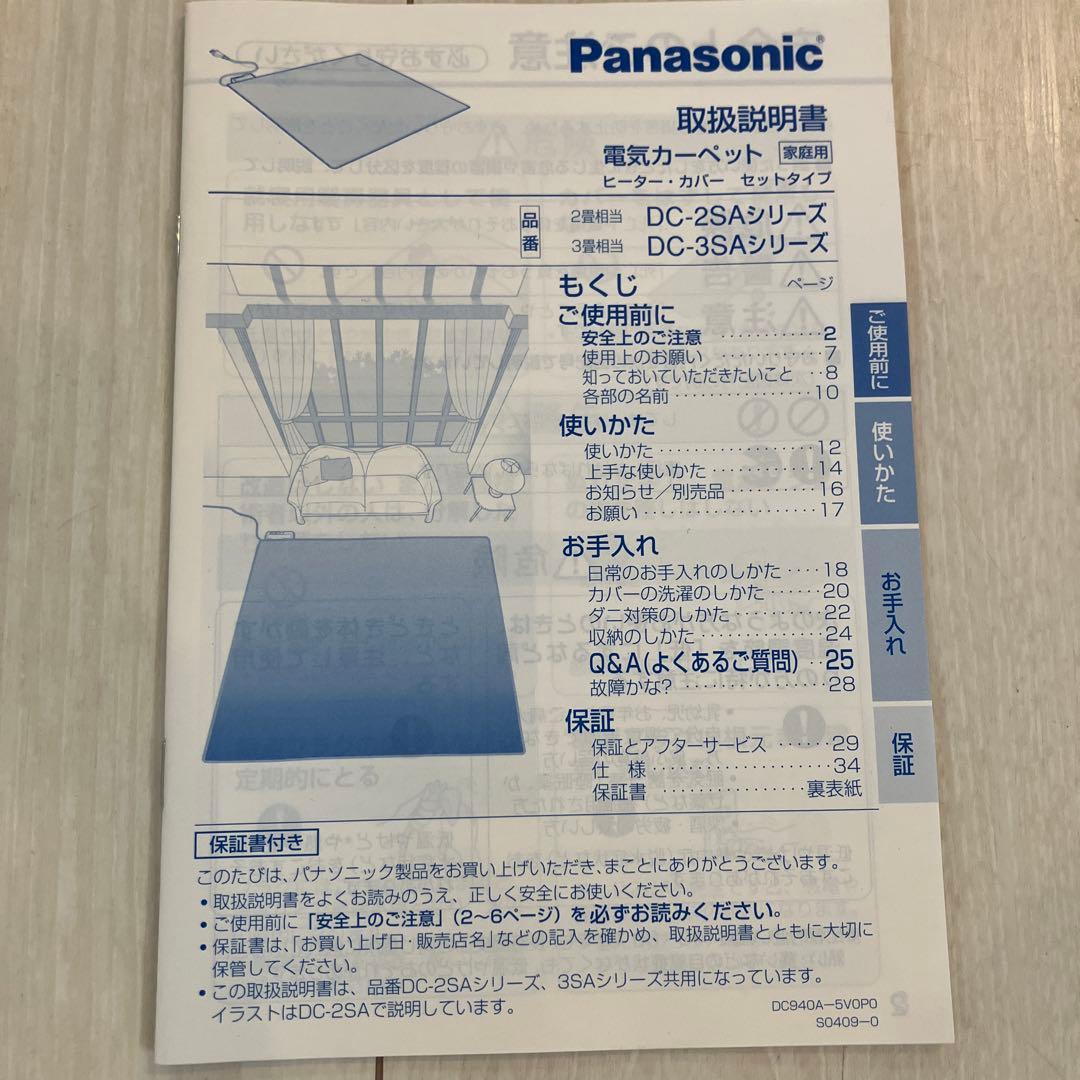 Panasonic®
取扱説明書
電気カーペット 家庭用
ヒーター・カバー セットタイプ
品番
2畳相当 DC-2SAシリーズ
3畳相当 DC-3SAシリーズ
もくじ ページ
ご使用前に
安全上のご注意 ············2
使用上のお願い ············7
知っておいていただきたいこと ··8
各部の名前 ···············10
使いかた
使いかた ·················12
上手な使いかた ············14
お知らせ/別売品 ··········16
お願い ···················17
お手入れ
日常のお手入れのしかた ····18
カバーの洗濯のしかた ······20
ダニ対策のしかた ··········22
収納のしかた ·············24
Q&A(よくあるご質問) ··25
故障かな? ················28
保証
保証とアフターサービス ······29
仕 様 ···················34
保証書 ················裏表紙
ご使用前に
使いかた
お手入れ
保証
保証書付き
このたびは、パナソニック製品をお買い上げいただき、まことにありがとうございます。
•取扱説明書をよくお読みのうえ、正しく安全にお使いください。
•ご使用前に「安全上のご注意」(2~6ページ)を必ずお読みください。
•保証書は、「お買い上げ日・販売店名」などの記入を確かめ、取扱説明書とともに大切に
保管してください。
•この取扱説明書は、品番DC-2SAシリーズ、3SAシリーズ共用になっています。
イラストはDC-2SAで説明しています。
DC940A-5V0P0
S0409-0